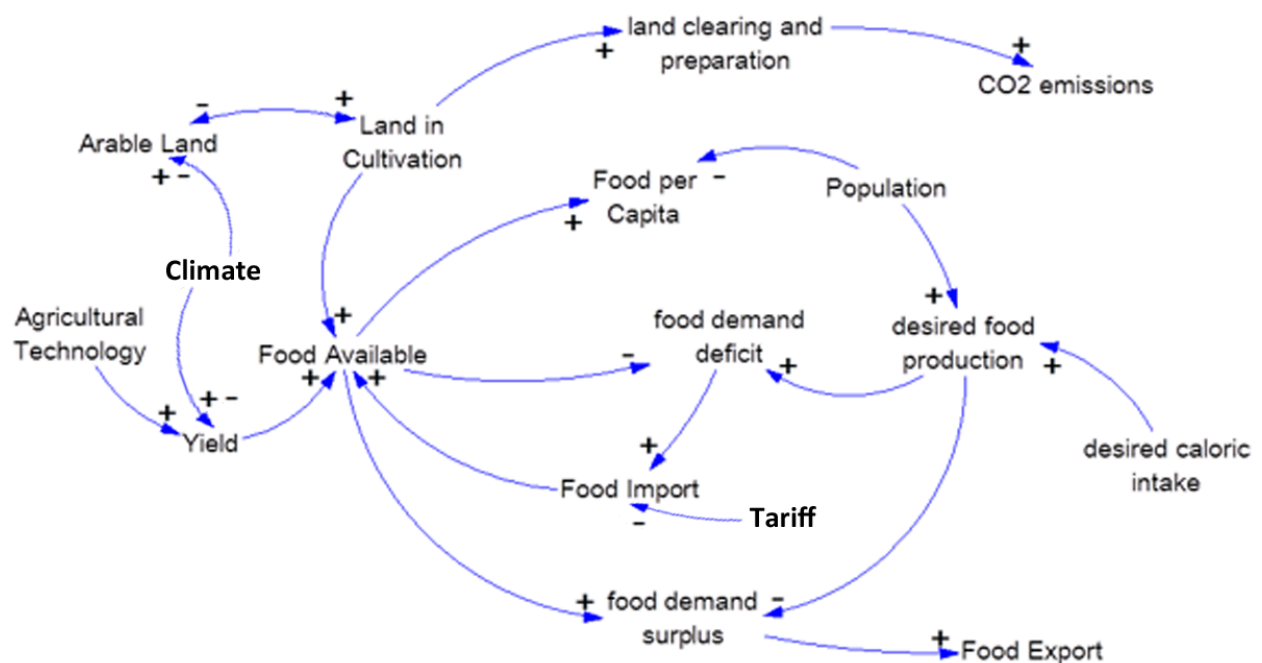 land clearing and
preparation
+
+
CO2 emissions
-
+
Arable Land
Land in
Cultivation
+ -
Food per
Capita
-
+
Population
Climate
Agricultural
Technology
+
Food Available
+
+
food demand
deficit
-
+
+
desired food
production
+
+
+ -
Yield
+
Food Import
-
Tariff
desired caloric
intake
+
food demand
surplus
-
+
Food Export